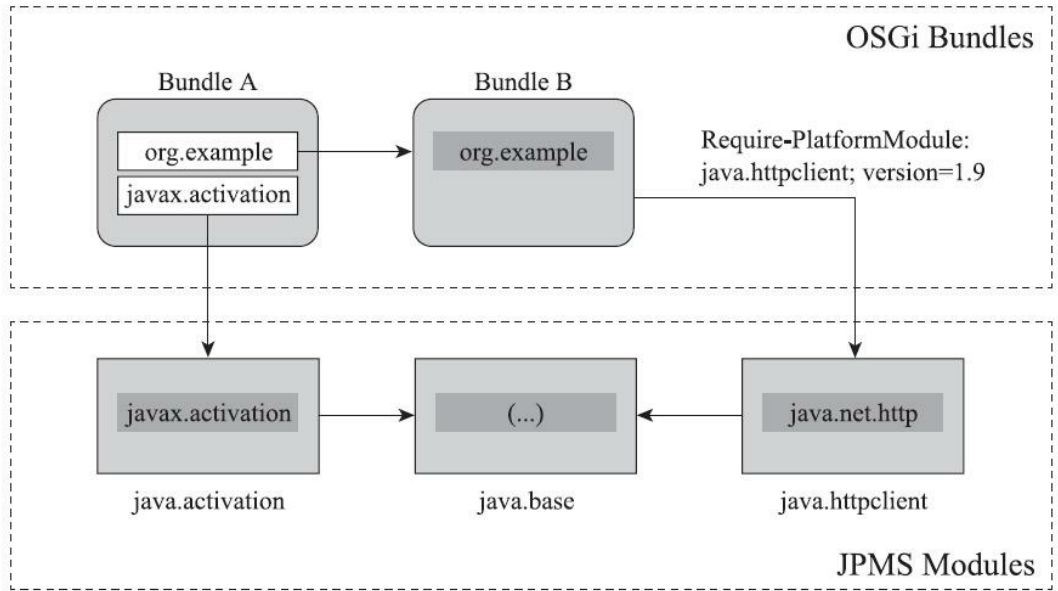 OSGi Bundles
Bundle A
Bundle B
org.example
javax.activation
org.example
Require-PlatformModule:
java.httpclient; version=1.9
javax.activation
(...)
java.net.http
java.activation
java.base
java.httpclient
JPMS Modules